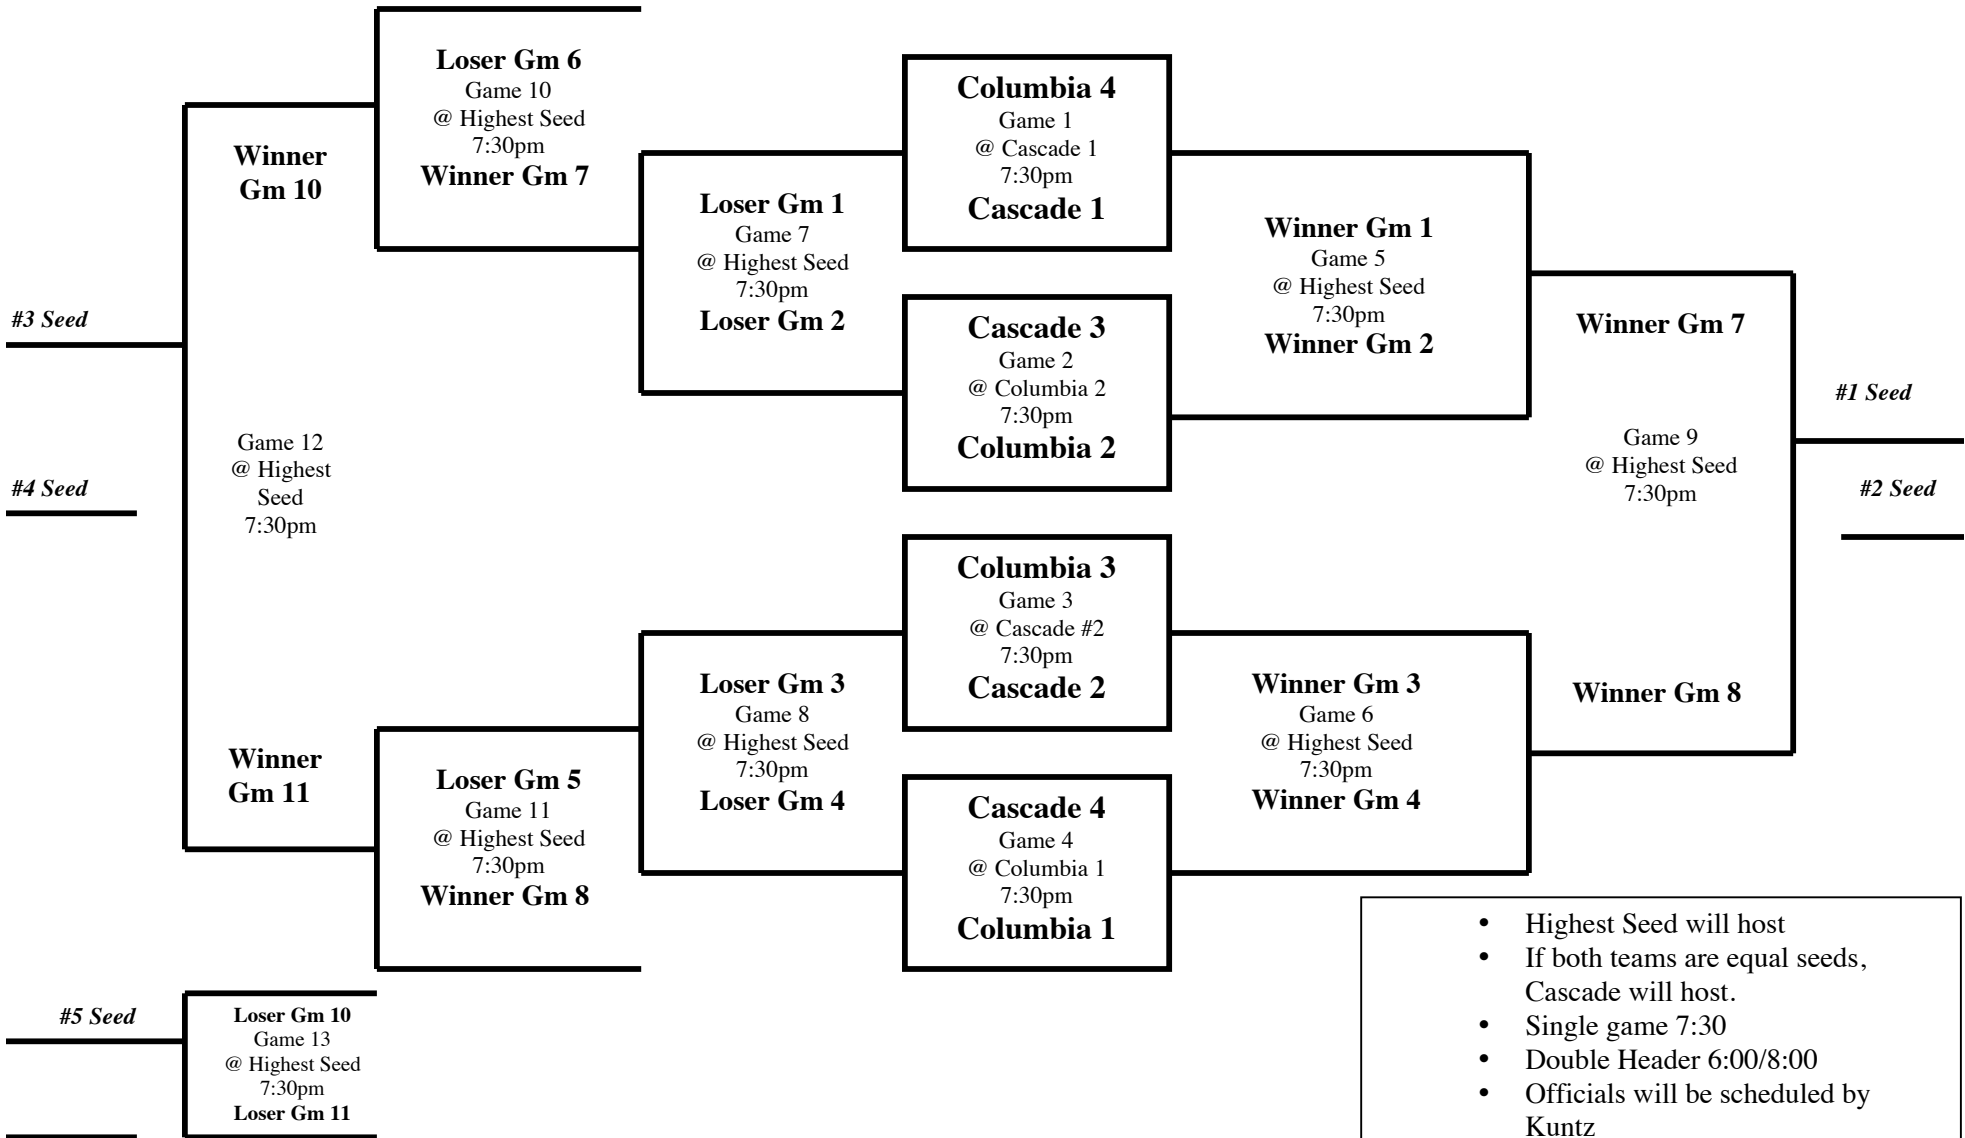 Loser Gm 6
Game 10
@ Highest Seed
7:30pm
Winner Gm 7
Winner
Gm 10
#3 Seed
#4 Seed
Game 12
@ Highest
Seed
7:30pm
Winner
Gm 11
Loser Gm 5
Game 11
@ Highest Seed
7:30pm
Winner Gm 8
#5 Seed
Loser Gm 10
Game 13
@ Highest Seed
7:30pm
Loser Gm 11
Loser Gm 1
Game 7
@ Highest Seed
7:30pm
Loser Gm 2
Loser Gm 3
Game 8
@ Highest Seed
7:30pm
Loser Gm 4
Columbia 4
Game 1
@ Cascade 1
7:30pm
Cascade 1
Cascade 3
Game 2
@ Columbia 2
7:30pm
Columbia 2
Columbia 3
Game 3
@ Cascade #2
7:30pm
Cascade 2
Cascade 4
Game 4
@ Columbia 1
7:30pm
Columbia 1
Winner Gm 1
Game 5
@ Highest Seed
7:30pm
Winner Gm 2
Winner Gm 3
Game 6
@ Highest Seed
7:30pm
Winner Gm 4
Winner Gm 7
Game 9
@ Highest Seed
7:30pm
Winner Gm 8
#1 Seed
#2 Seed
• Highest Seed will host
• If both teams are equal seeds,
Cascade will host.
• Single game 7:30
• Double Header 6:00/8:00
• Officials will be scheduled by
Kuntz